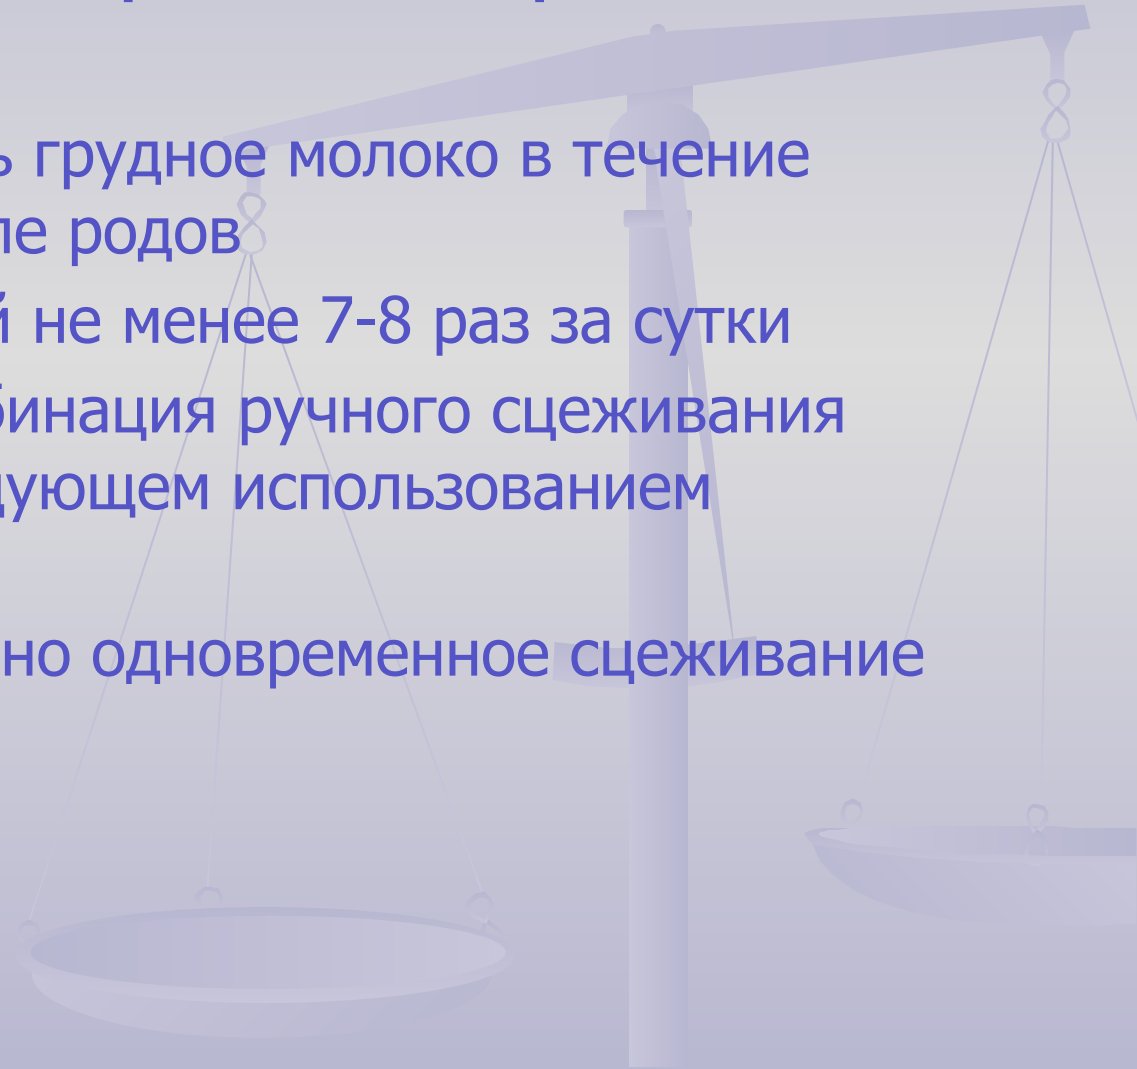 ь грудное молоко в течение
ле родов
й не менее 7-8 раз за сутки
бинация ручного сцеживания
дующем использованием
но одновременное сцеживание